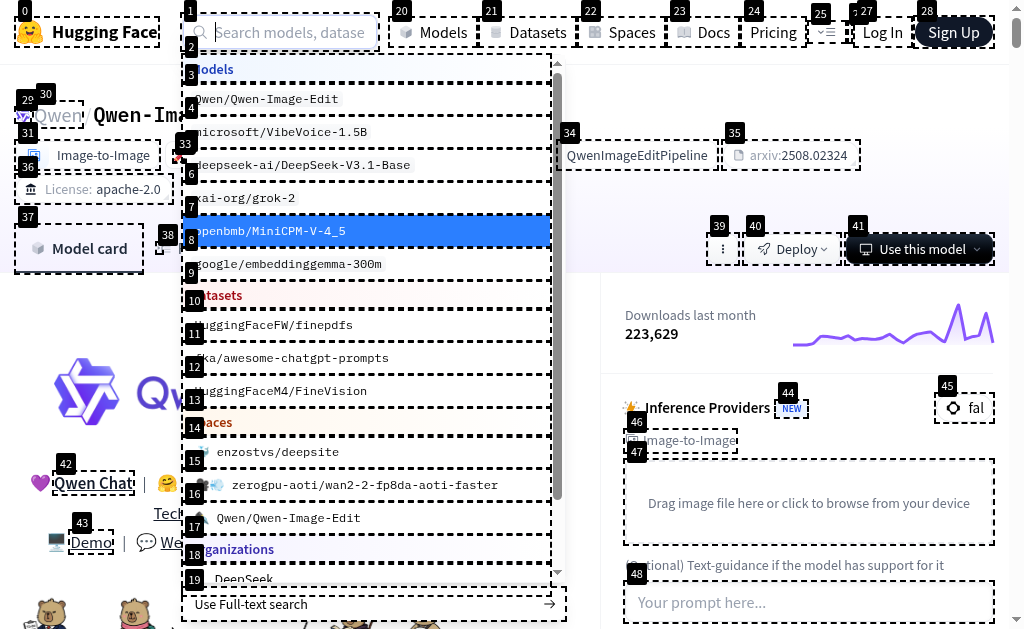 0
1
20
21
22
23
24
25
27
28
Hugging Face
Search models, datase
Models
Datasets
Spaces
Docs
Pricing
Log In
Sign Up
2
3
odels
Qwen/Qwen-Image-Edit
4
microsoft/VibeVoice-1.5B
deepseek-ai/DeepSeek-V3.1-Base
6
xai-org/grok-2
7
openbmb/MiniCPM-V-4_5
8
google/embeddinggemma-300m
9
atasets
10
HuggingFaceFW/finepdfs
11
fka/awesome-chatgpt-prompts
12
HuggingFaceM4/FineVision
13
paces
14
enzostvs/deepsite
15
zerogpu-aoti/wan2-2-fp8da-aoti-faster
16
Qwen/Qwen-Image-Edit
17
rganizations
18
DeepSeek
19
Use Full-text search
29
30
Qwen/Qwen-Im
31
33
34
35
Image-to-Image
QwenImageEditPipeline
arxiv:2508.02324
36
License: apache-2.0
37
38
39
40
41
Model card
Deploy
Use this model
Downloads last month
223,629
44
45
Inference Providers NEW
fal
46
Image-to-Image
47
Drag image file here or click to browse from your device
(Optional) Text-guidance if the model has support for it
48
Your prompt here...
42
Qwen Chat |
Tech
43
Demo | We